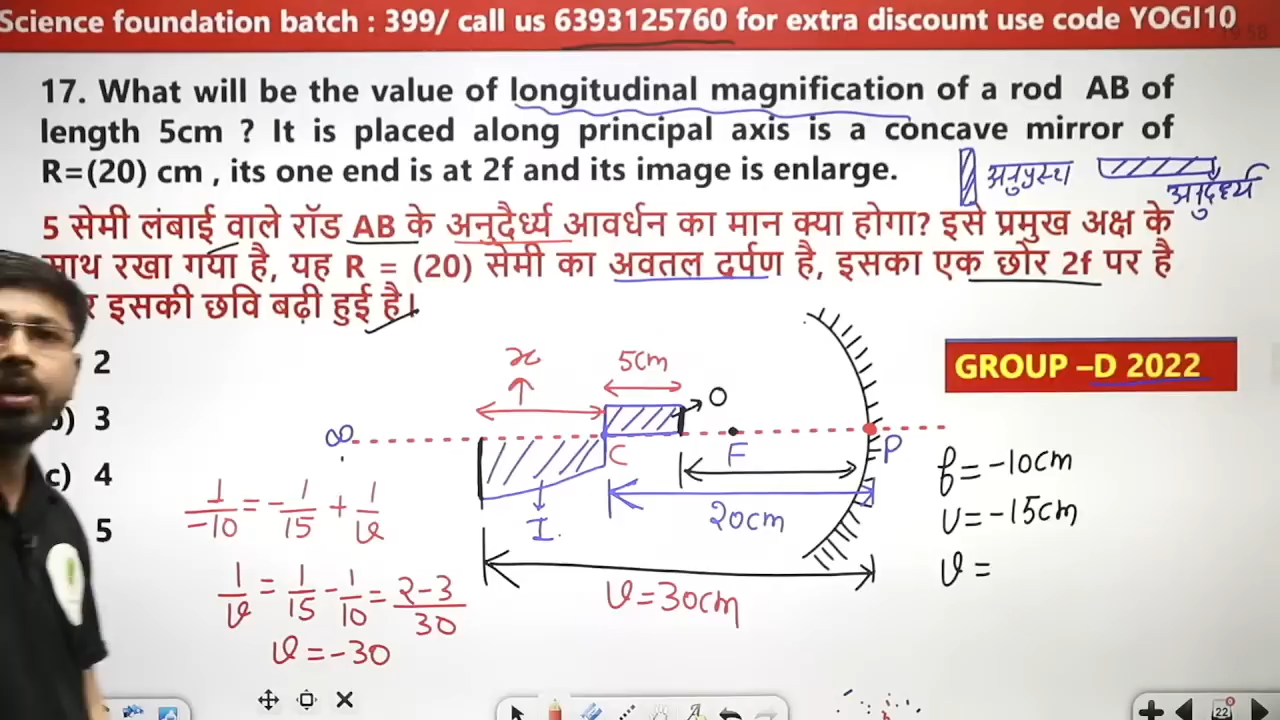 Science foundation batch : 399/ call us 6393125760 for extra discount use code YOGI10
17. What will be the value of longitudinal magnification of a rod AB of
length 5cm ? It is placed along principal axis is a concave mirror of
R=(20) cm , its one end is at 2f and its image is enlarge.
अनुप्रस्थ
अनुदैर्ध्य
5 सेमी लंबाई वाले रॉड AB के अनुदैर्ध्य आवर्धन का मान क्या होगा? इसे प्रमुख अक्ष के
साथ रखा गया है, यह R = (20) सेमी का अवतल दर्पण है, इसका एक छोर 2f पर है
इसकी छवि बढ़ी हुई है।
2
3
c) 4
5
GROUP –D 2022
x
5cm
O
∞
C
F
P
I.
20cm
v=30cm
f= -10cm
u= -15cm
v=
1/-10 = -1/15 + 1/v
1/v = 1/15 - 1/10 = 2-3/30
v= -30
22